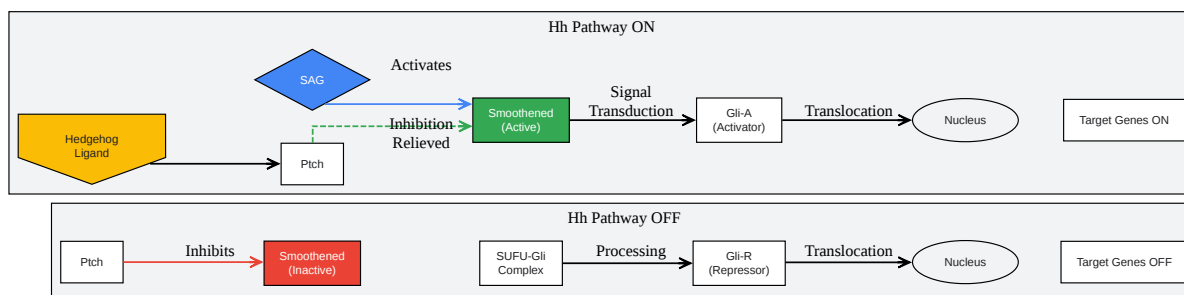 Hh Pathway ON
SAG
Activates
Hedgehog
Ligand
Ptch
Inhibition
Relieved
Smoothened
(Active)
Signal
Transduction
Gli-A
(Activator)
Translocation
Nucleus
Target Genes ON
Hh Pathway OFF
Ptch
Inhibits
Smoothened
(Inactive)
SUFU-Gli
Complex
Processing
Gli-R
(Repressor)
Translocation
Nucleus
Target Genes OFF